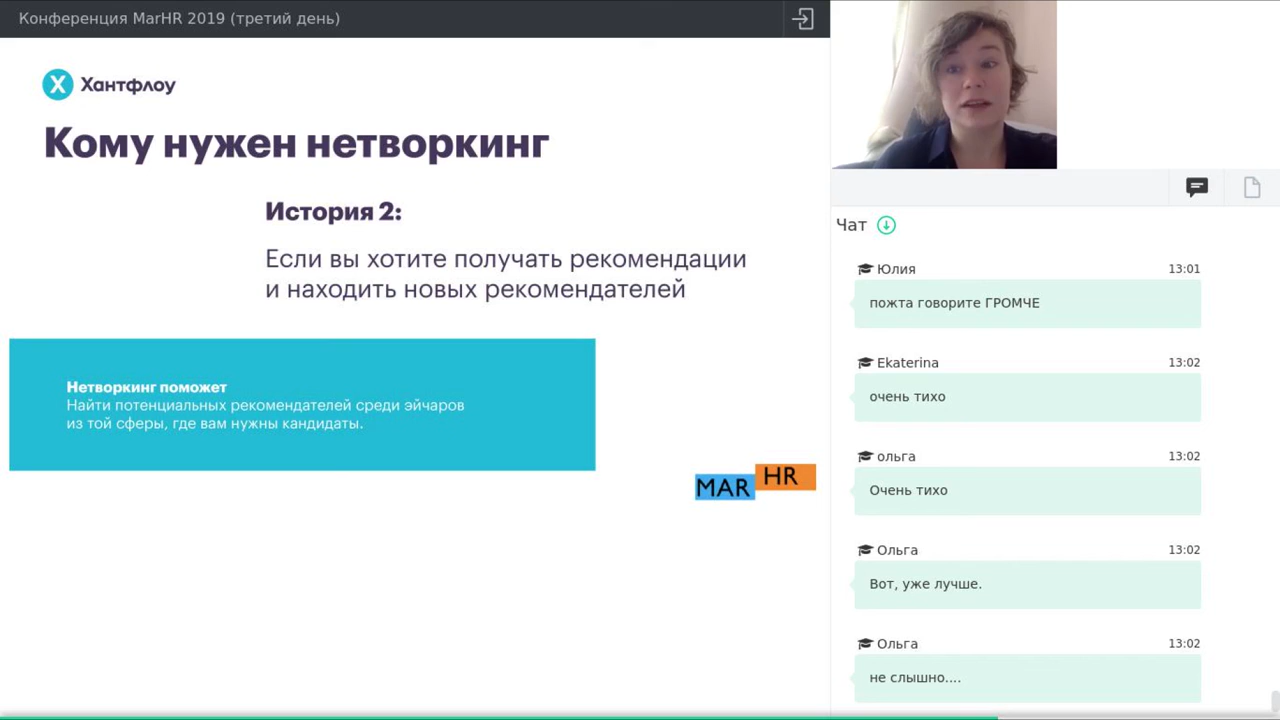 Конференция MarHR 2019 (третий день)
Х Хантфлоу
Кому нужен нетворкинг
История 2:
Если вы хотите получать рекомендации
и находить новых рекомендателей
Нетворкинг поможет
Найти потенциальных рекомендателей среди эйчаров
из той сферы, где вам нужны кандидаты.
MAR HR
Чат
Юлия 13:01
пожта говорите ГРОМЧЕ
Ekaterina 13:02
очень тихо
ольга 13:02
Очень тихо
Ольга 13:02
Вот, уже лучше.
Ольга 13:02
не слышно....